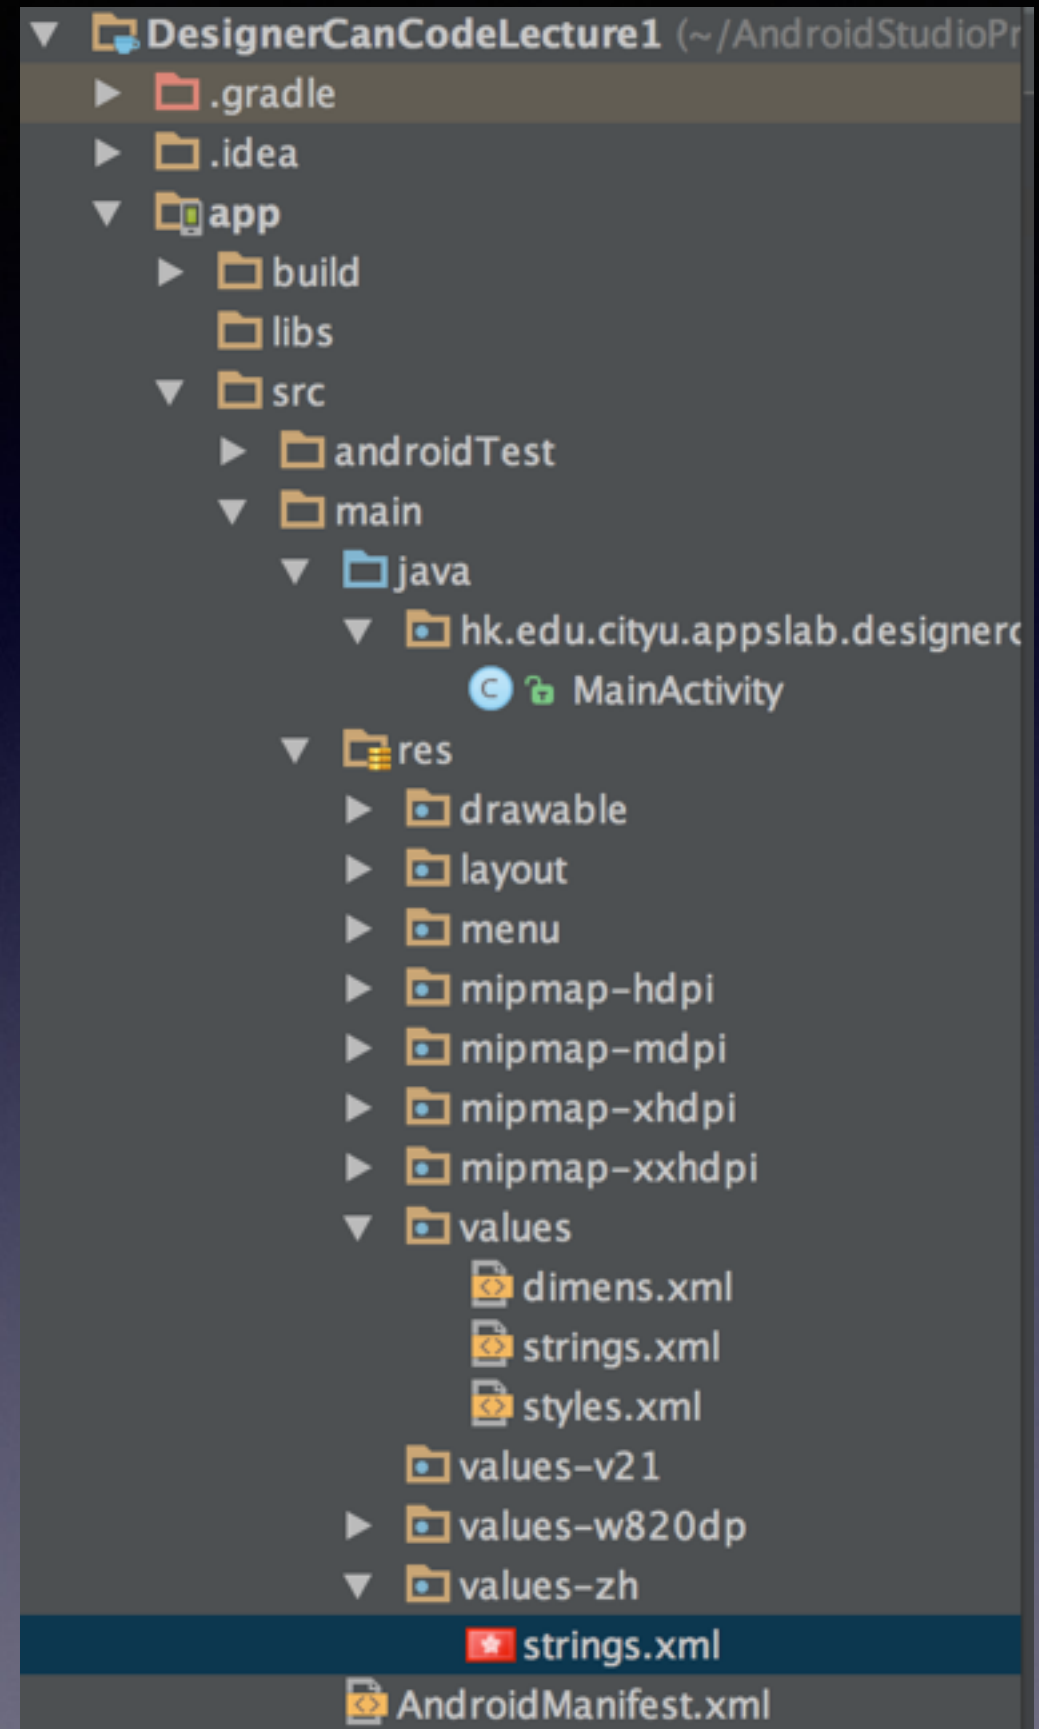 DesignerCanCodeLecture1 (~/AndroidStudioPr
.gradle
.idea
app
build
libs
src
androidTest
main
java
hk.edu.cityu.appslab.designerc
C MainActivity
res
drawable
layout
menu
mipmap-hdpi
mipmap-mdpi
mipmap-xhdpi
mipmap-xxhdpi
values
dimens.xml
strings.xml
styles.xml
values-v21
values-w820dp
values-zh
strings.xml
AndroidManifest.xml